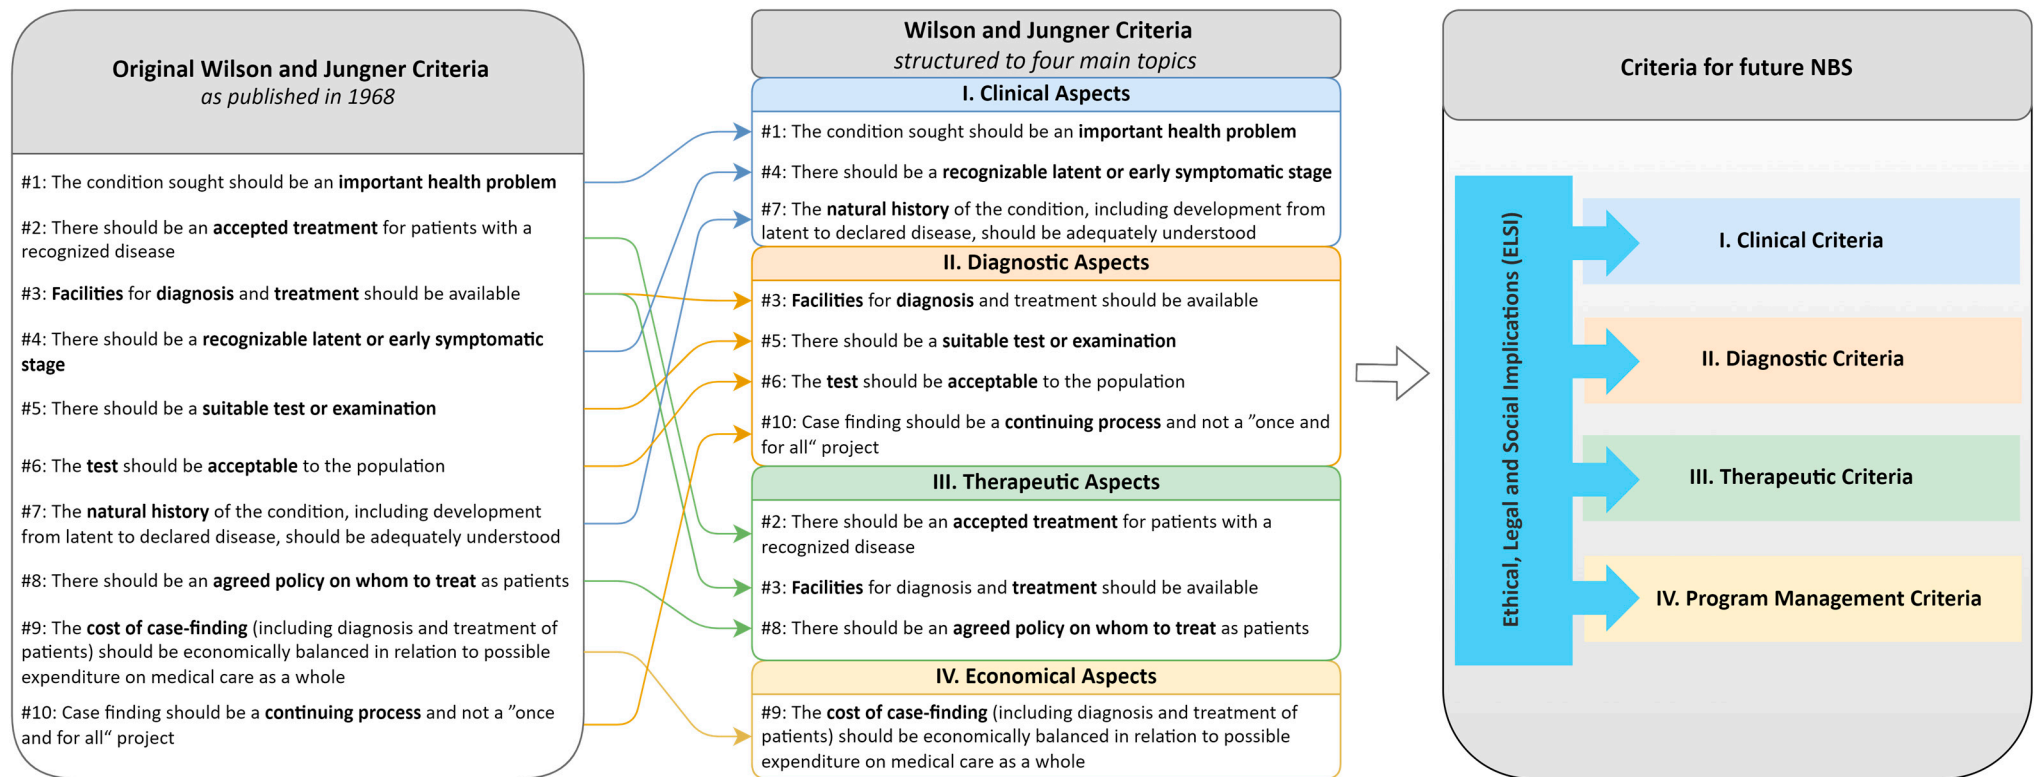 Original Wilson and Jungner Criteria
as published in 1968
#1: The condition sought should be an important health problem
#2: There should be an accepted treatment for patients with a
recognized disease
#3: Facilities for diagnosis and treatment should be available
#4: There should be a recognizable latent or early symptomatic
stage
#5: There should be a suitable test or examination
#6: The test should be acceptable to the population
#7: The natural history of the condition, including development
from latent to declared disease, should be adequately understood
#8: There should be an agreed policy on whom to treat as patients
#9: The cost of case-finding (including diagnosis and treatment of
patients) should be economically balanced in relation to possible
expenditure on medical care as a whole
#10: Case finding should be a continuing process and not a ”once
and for all“ project
Wilson and Jungner Criteria
structured to four main topics
I. Clinical Aspects
#1: The condition sought should be an important health problem
#4: There should be a recognizable latent or early symptomatic stage
#7: The natural history of the condition, including development from
latent to declared disease, should be adequately understood
II. Diagnostic Aspects
#3: Facilities for diagnosis and treatment should be available
#5: There should be a suitable test or examination
#6: The test should be acceptable to the population
#10: Case finding should be a continuing process and not a ”once and
for all“ project
III. Therapeutic Aspects
#2: There should be an accepted treatment for patients with a
recognized disease
#3: Facilities for diagnosis and treatment should be available
#8: There should be an agreed policy on whom to treat as patients
IV. Economical Aspects
#9: The cost of case-finding (including diagnosis and treatment of
patients) should be economically balanced in relation to possible
expenditure on medical care as a whole
Criteria for future NBS
Ethical, Legal and Social Implications (ELSI)
I. Clinical Criteria
II. Diagnostic Criteria
III. Therapeutic Criteria
IV. Program Management Criteria